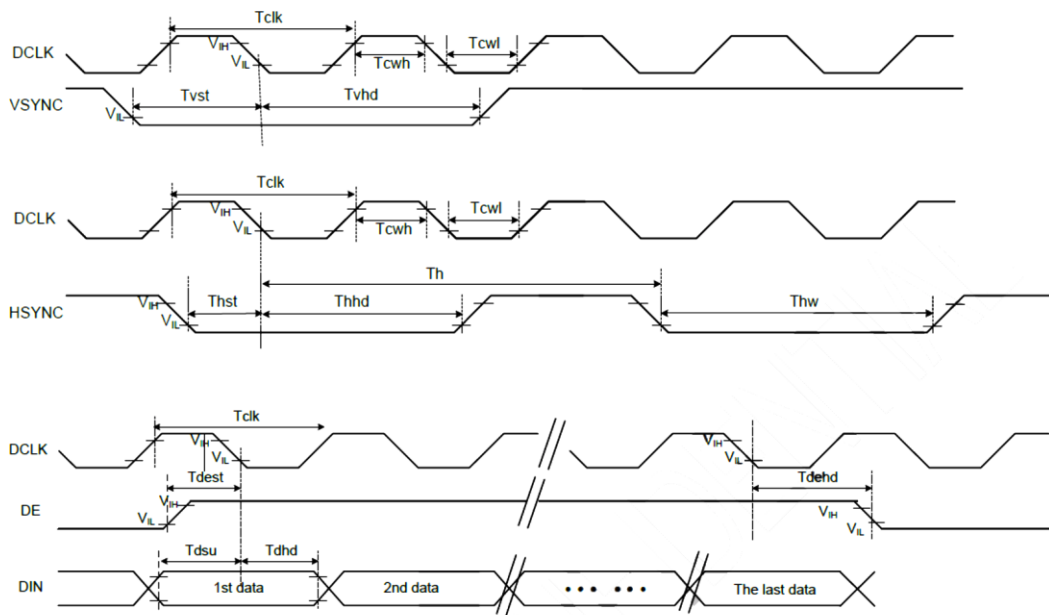 Tclk
DCLK VIH Tcwl
VIL Tcwh
VSYNC Tvst Tvhd
VIL
Tclk
DCLK VIH Tcwl
VIL Tcwh
Th
HSYNC VIH Thst Thhd Thw
VIL
Tclk
DCLK VIH VIH
VIL VIL
Tdest Tdehd
DE VIH VIH
VIL VIL
Tdsu Tdhd
DIN 1st data 2nd data ••• ••• The last data